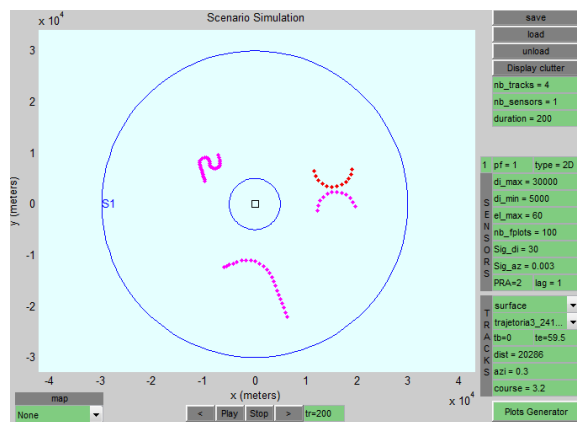 Scenario Simulation
x 10⁴
3
2
1
0
-1
-2
-3
y (meters)
S1
-4 -3 -2 -1 0 1 2 3 4
x (meters)
x 10⁴
map
None
< Play Stop > tr=200
save
load
unload
Display clutter
nb_tracks = 4
nb_sensors = 1
duration = 200
1 pf = 1 type = 2D
SENSORS
di_max = 30000
di_min = 5000
el_max = 60
nb_fplots = 100
Sig_di = 30
Sig_az = 0.003
PRA=2 lag = 1
TRACKS
surface
trajetoria3_241...
tb=0 te=59.5
dist = 20286
azi = 0.3
course = 3.2
Plots Generator